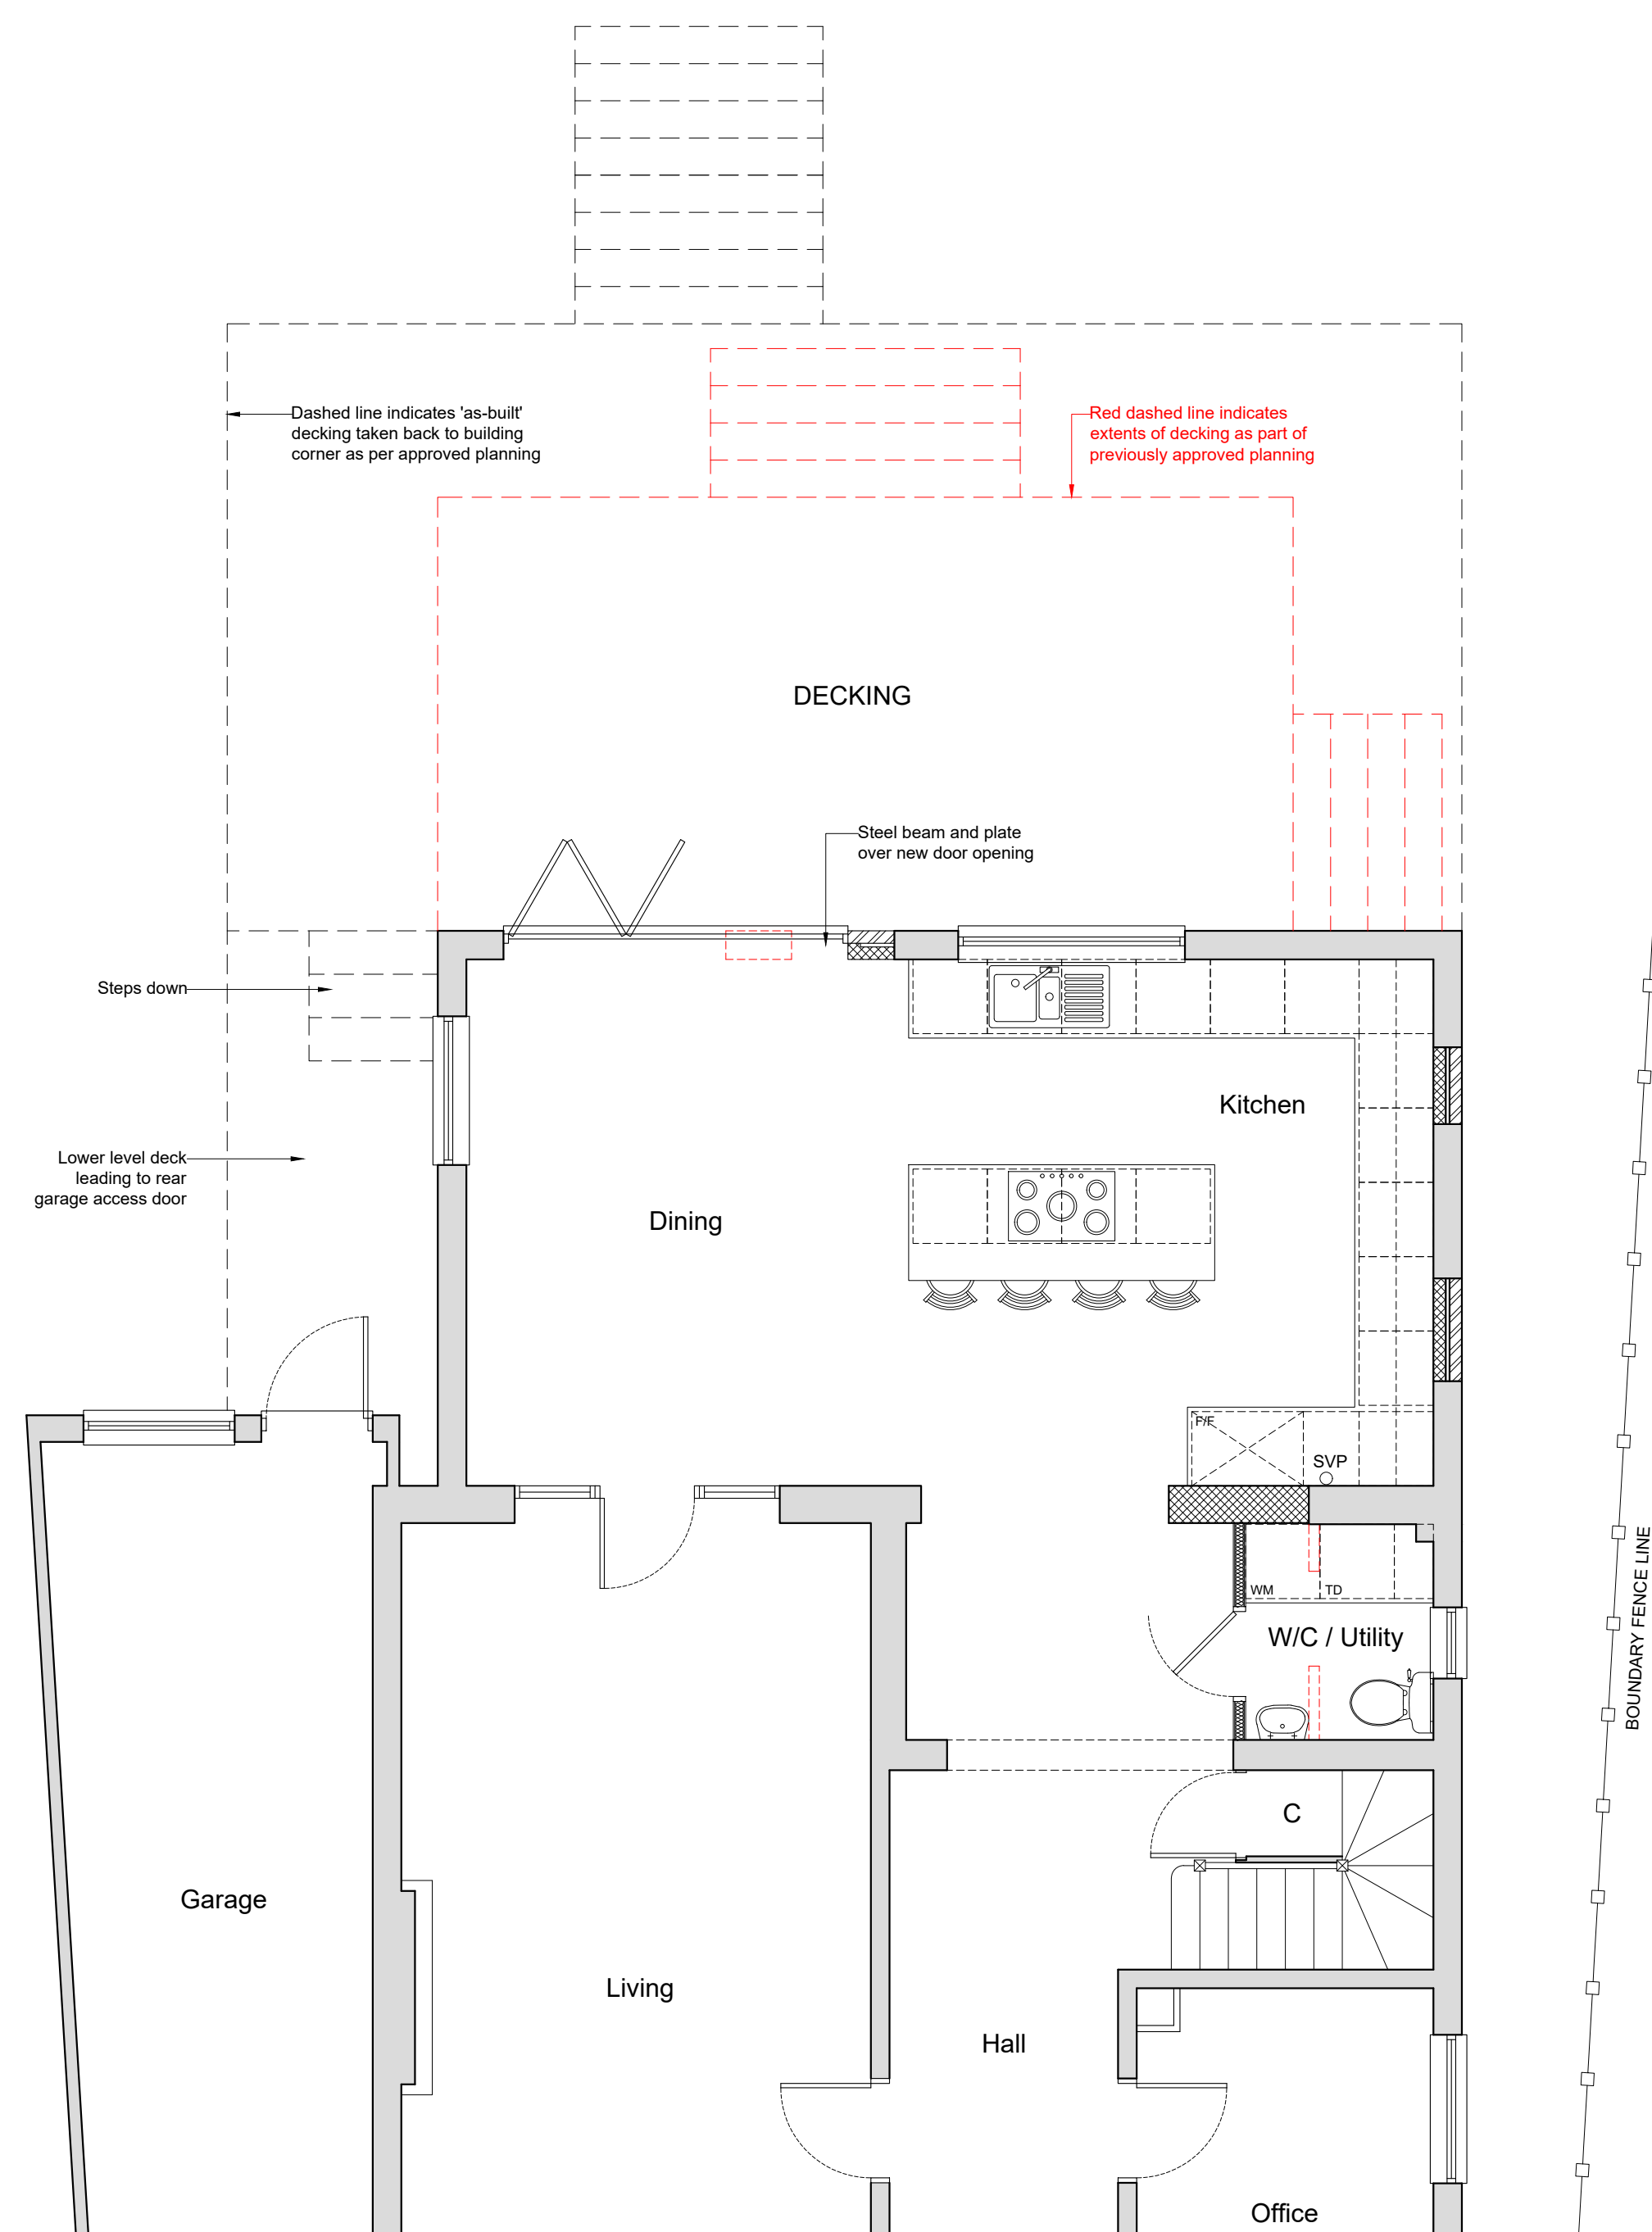 Dashed line indicates 'as-built'
decking taken back to building
corner as per approved planning
Red dashed line indicates
extents of decking as part of
previously approved planning
DECKING
Steel beam and plate
over new door opening
Steps down
Kitchen
Lower level deck
leading to rear
garage access door
Dining
F/F
SVP
WM
TD
W/C / Utility
BOUNDARY FENCE LINE
C
Garage
Living
Hall
Office